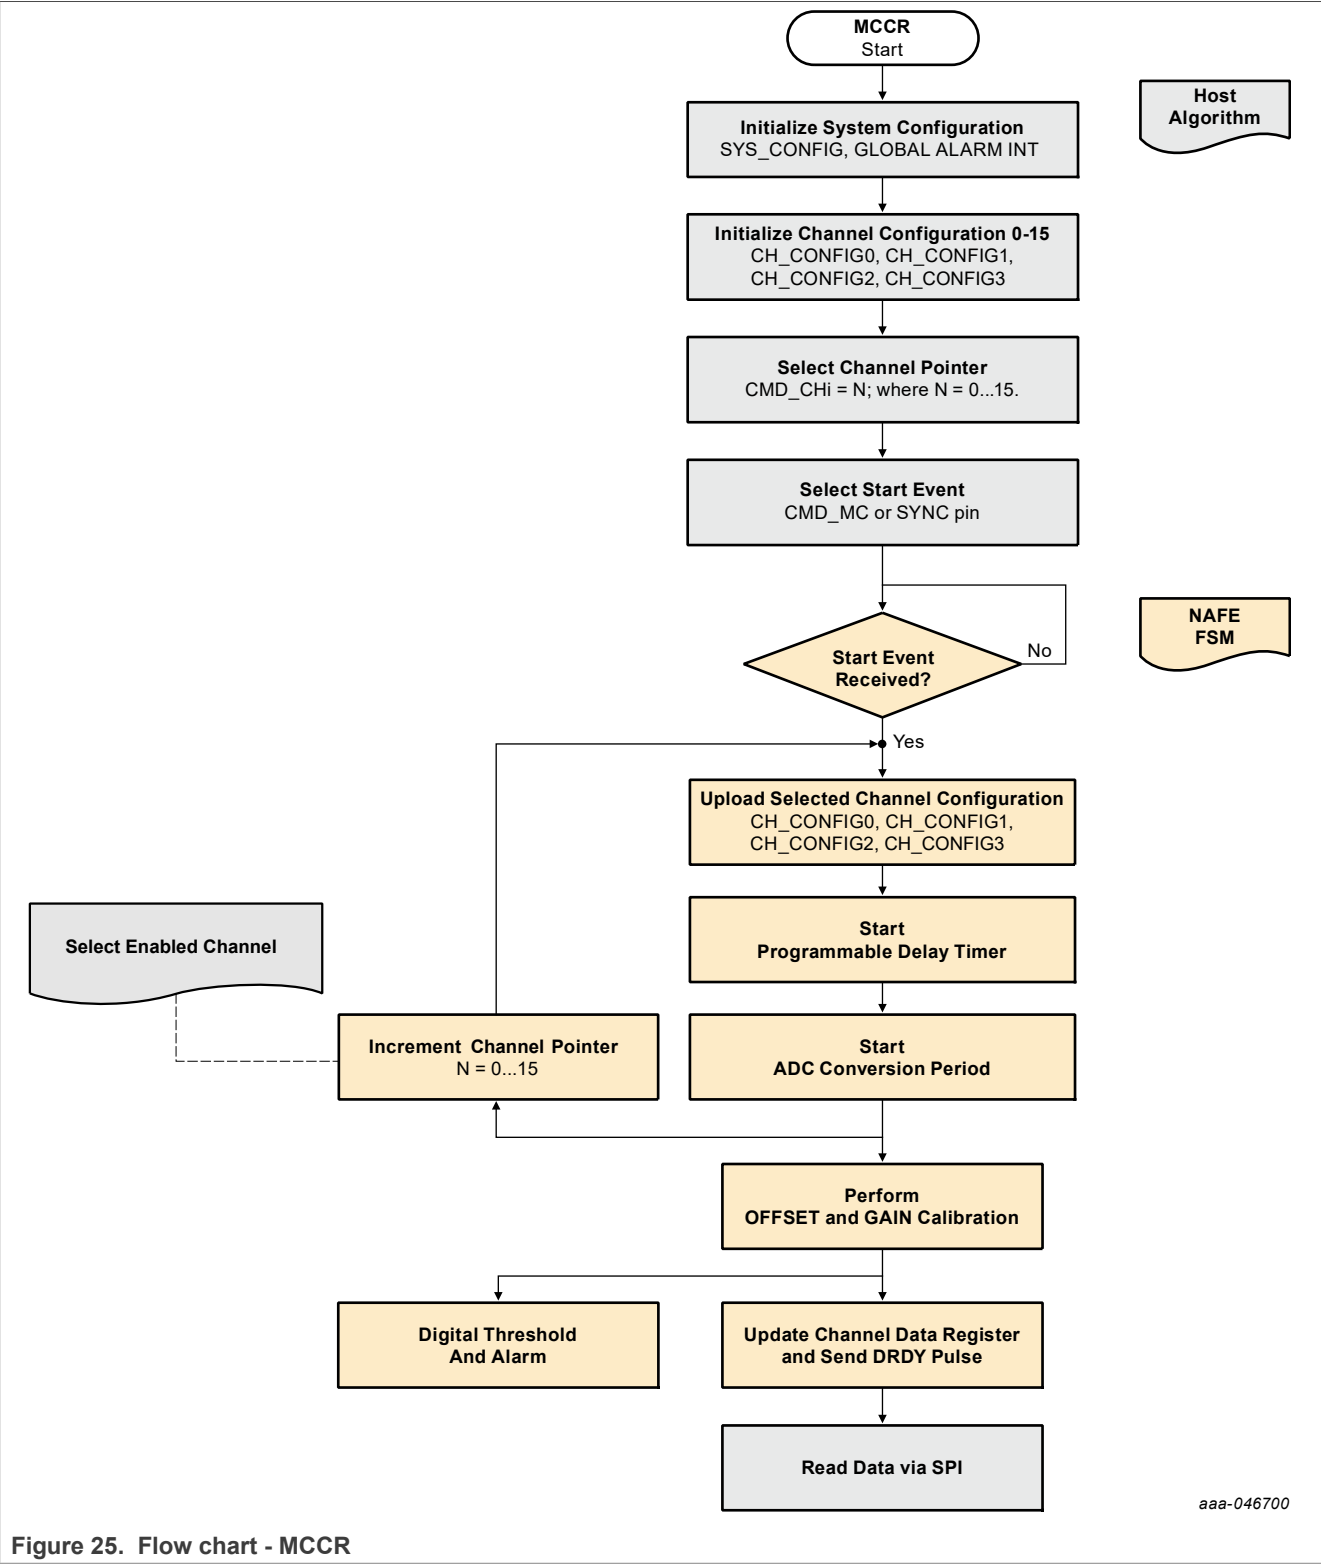 MCCR
Start
Host
Algorithm
Initialize System Configuration
SYS_CONFIG, GLOBAL ALARM INT
Initialize Channel Configuration 0-15
CH_CONFIG0, CH_CONFIG1,
CH_CONFIG2, CH_CONFIG3
Select Channel Pointer
CMD_CHi = N; where N = 0...15.
Select Start Event
CMD_MC or SYNC pin
NAFE
FSM
Start Event
Received?
No
Yes
Upload Selected Channel Configuration
CH_CONFIG0, CH_CONFIG1,
CH_CONFIG2, CH_CONFIG3
Start
Programmable Delay Timer
Select Enabled Channel
Increment Channel Pointer
N = 0...15
Start
ADC Conversion Period
Perform
OFFSET and GAIN Calibration
Digital Threshold
And Alarm
Update Channel Data Register
and Send DRDY Pulse
Read Data via SPI
aaa-046700
Figure 25. Flow chart - MCCR